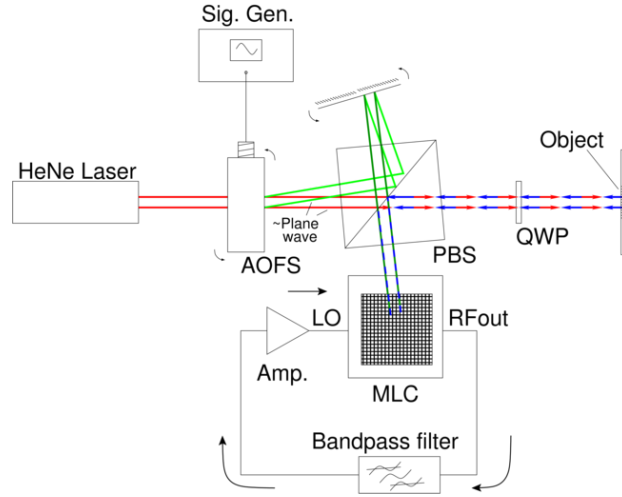 Sig. Gen.
Object
HeNe Laser
~Plane
wave
QWP
AOFS
PBS
LO
RFout
Amp.
MLC
Bandpass filter